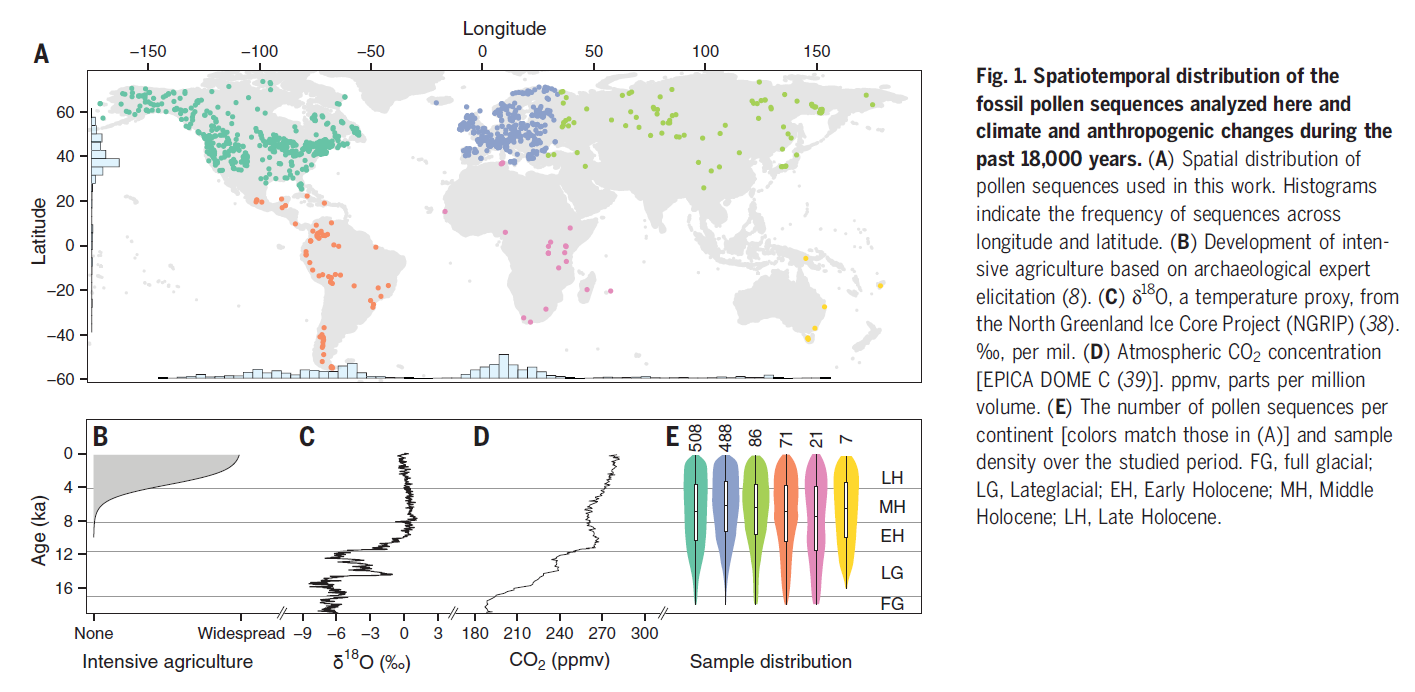 Longitude
A
−150 −100 −50 0 50 100 150
Latitude
60
40
20
0
−20
−40
−60
B C D E
508 488 86 71 21 7
Age (ka)
0
4
8
12
16
LH
MH
EH
LG
FG
None Widespread −9 −6 −3 0 3 180 210 240 270 300
Intensive agriculture δ18O (‰) CO2 (ppmv) Sample distribution
Fig. 1. Spatiotemporal distribution of the
fossil pollen sequences analyzed here and
climate and anthropogenic changes during the
past 18,000 years. (A) Spatial distribution of
pollen sequences used in this work. Histograms
indicate the frequency of sequences across
longitude and latitude. (B) Development of inten-
sive agriculture based on archaeological expert
elicitation (8). (C) δ18O, a temperature proxy, from
the North Greenland Ice Core Project (NGRIP) (38).
‰, per mil. (D) Atmospheric CO2 concentration
[EPICA DOME C (39)]. ppmv, parts per million
volume. (E) The number of pollen sequences per
continent [colors match those in (A)] and sample
density over the studied period. FG, full glacial;
LG, Lateglacial; EH, Early Holocene; MH, Middle
Holocene; LH, Late Holocene.